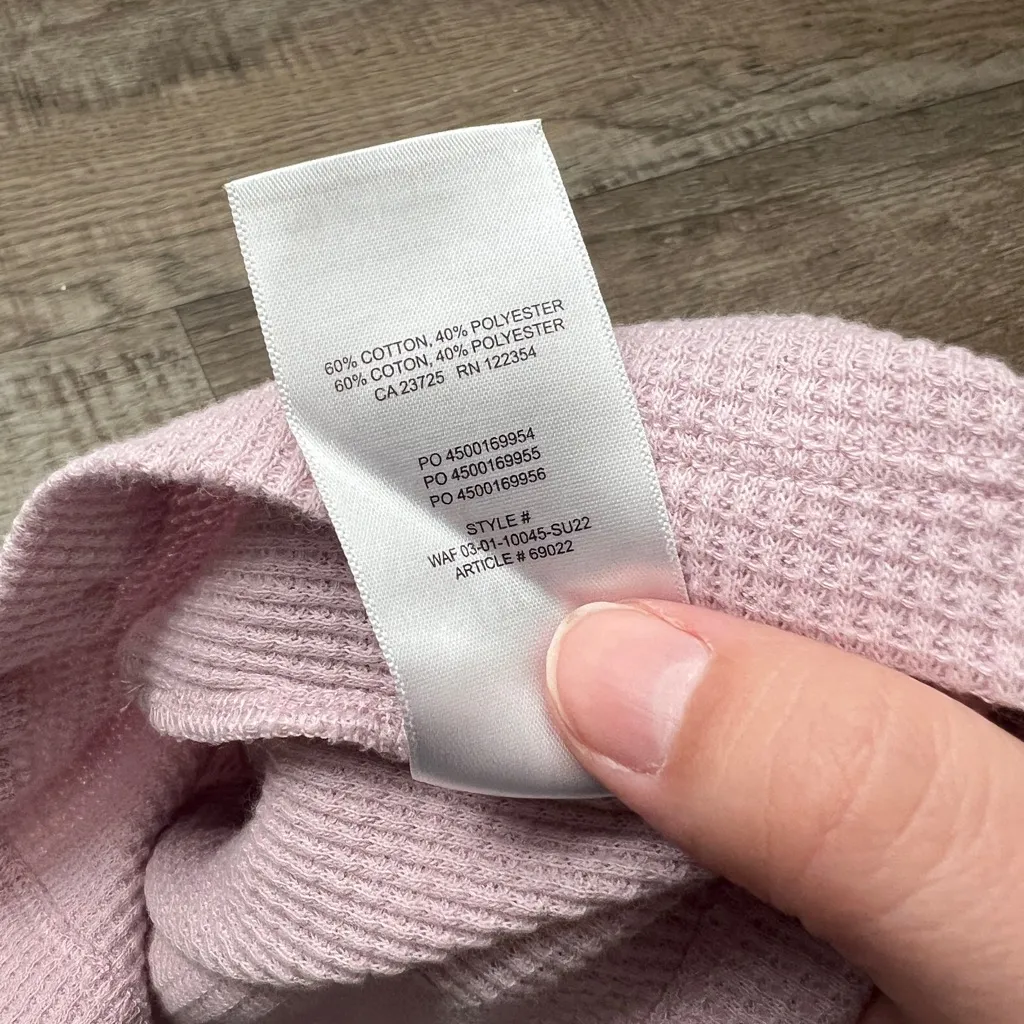 60% COTTON, 40% POLYESTER
60% COTON, 40% POLYESTER
CA 23725 RN 122354
PO 4500169954
PO 4500169955
PO 4500169956
STYLE #
WAF 03-01-10045-SU22
ARTICLE # 69022